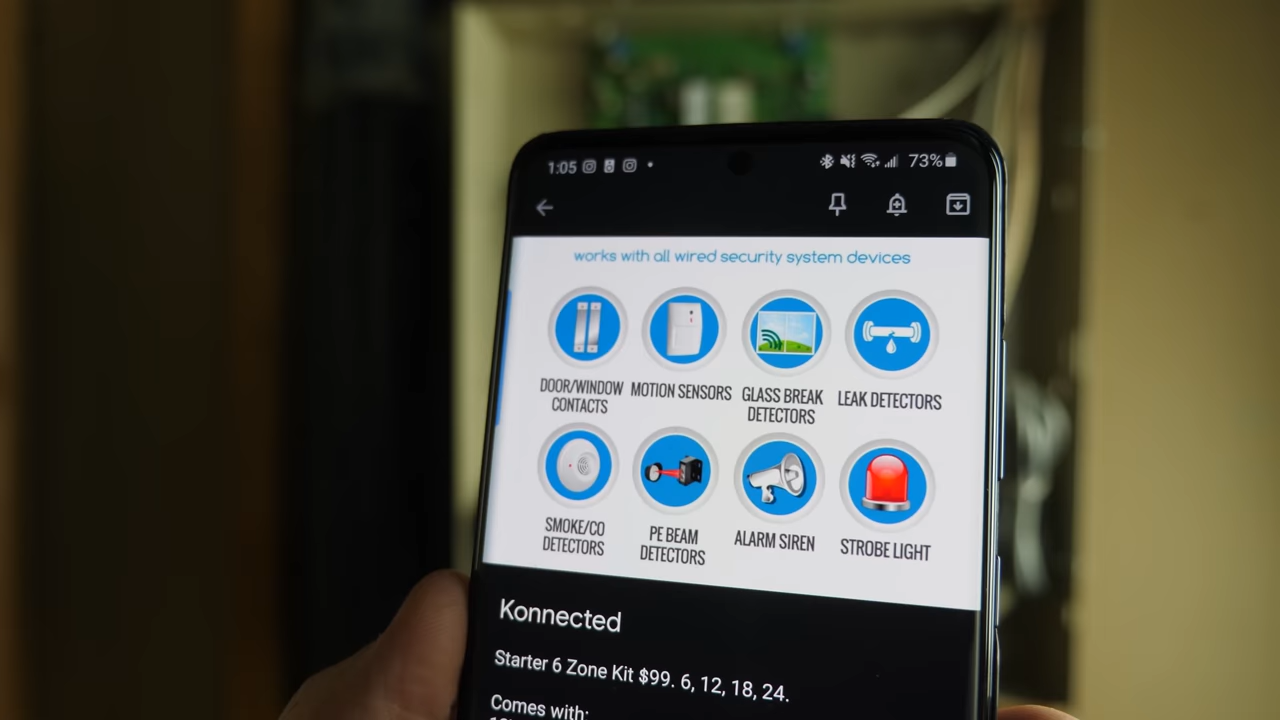 1:05
73%
works with all wired security system devices
DOOR/WINDOW
CONTACTS
MOTION SENSORS
GLASS BREAK
DETECTORS
LEAK DETECTORS
SMOKE/CO
DETECTORS
PE BEAM
DETECTORS
ALARM SIREN
STROBE LIGHT
Konnected
Starter 6 Zone Kit $99. 6, 12, 18, 24.
Comes with: